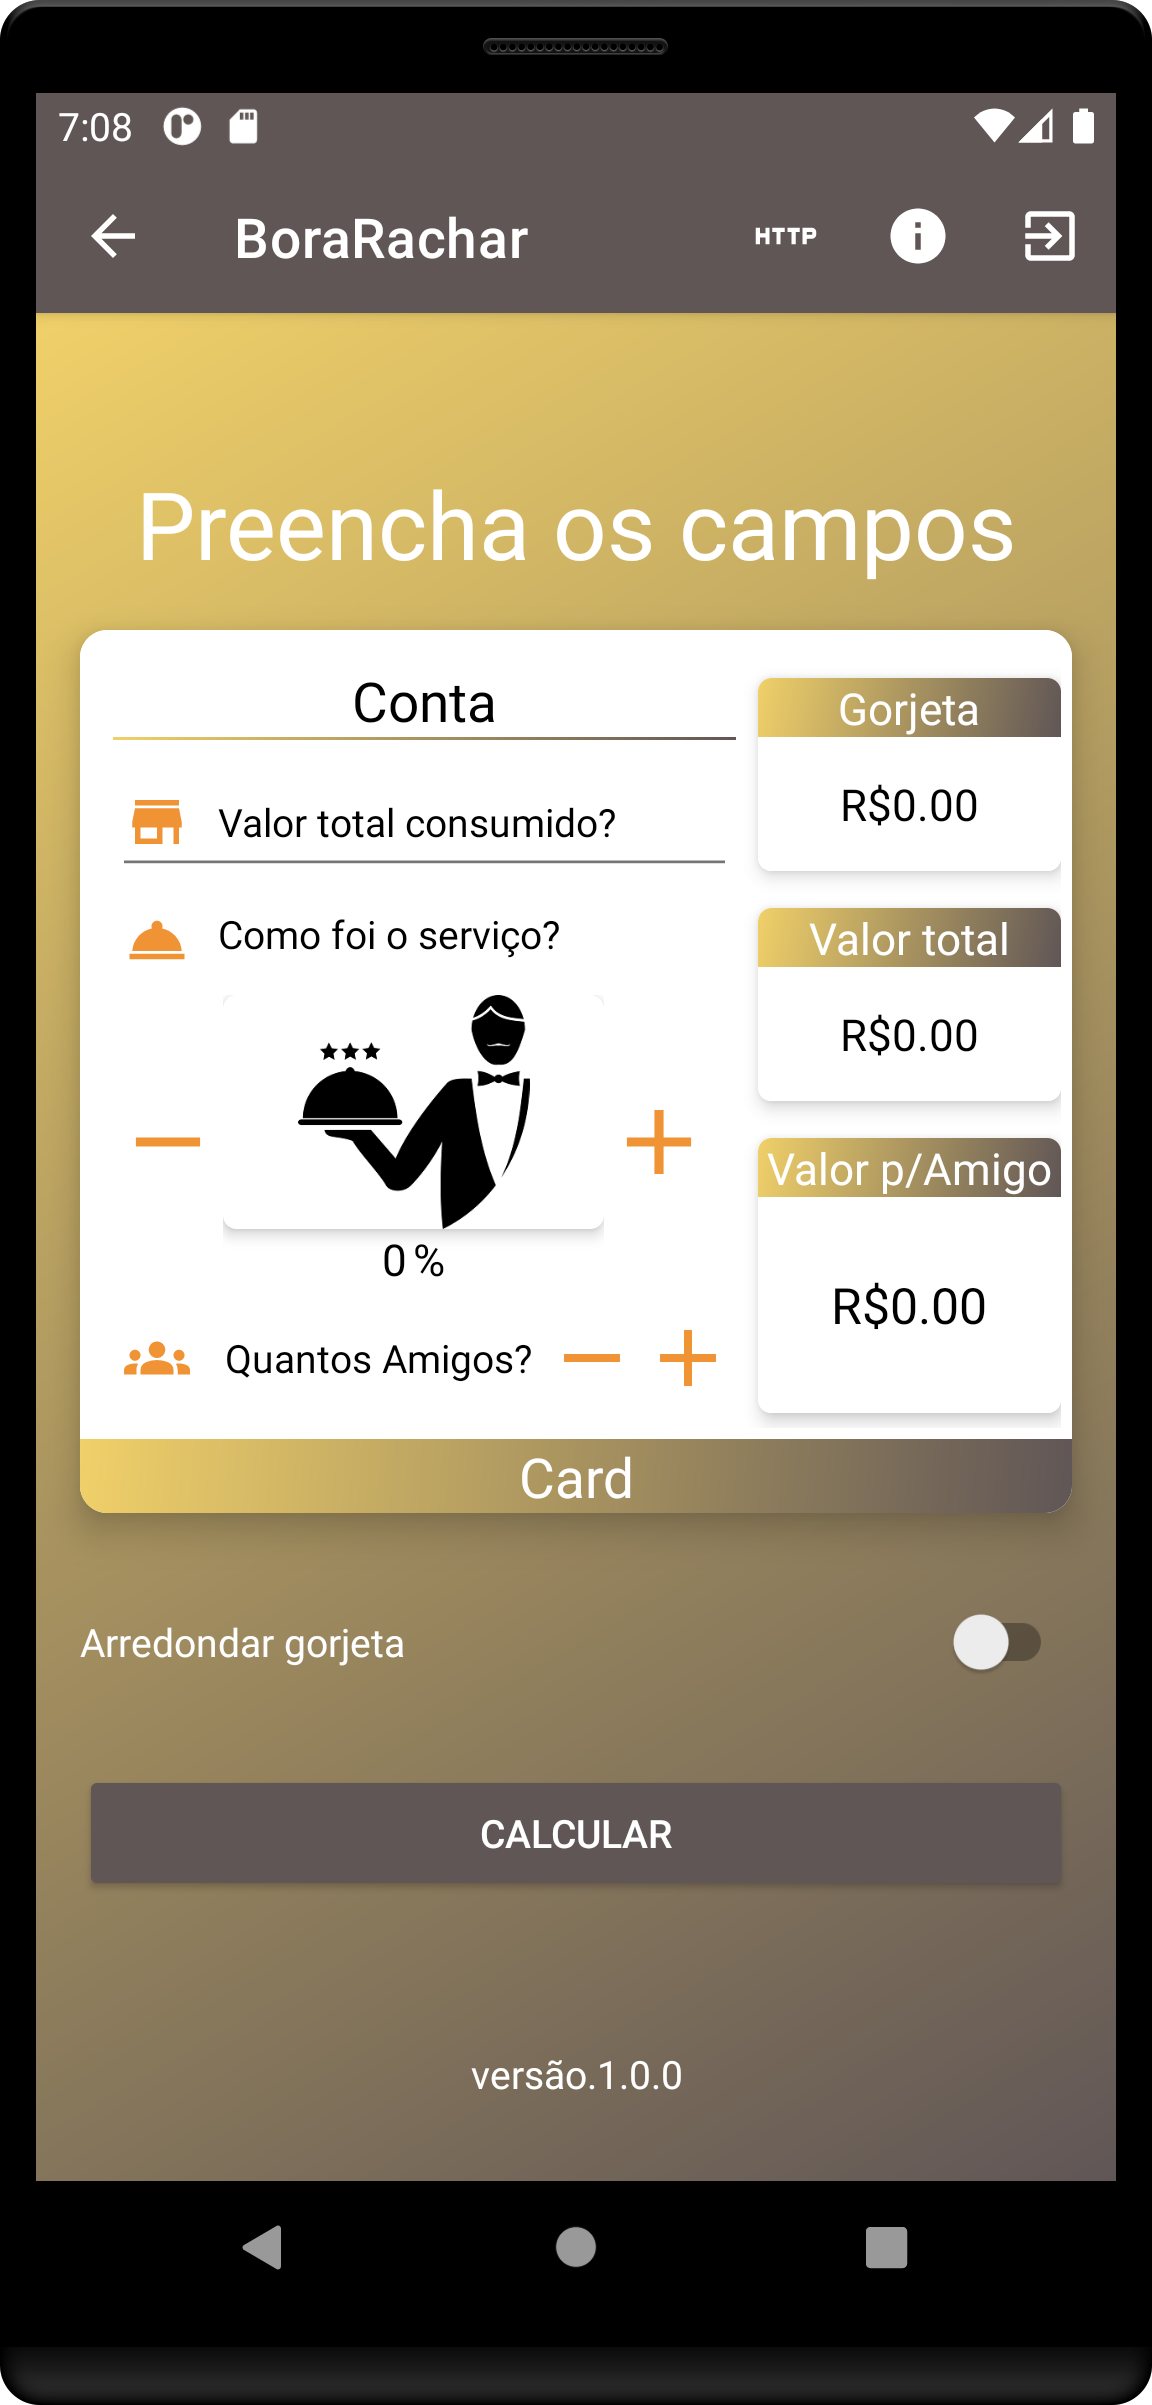 7:08
BoraRachar
HTTP
Preencha os campos
Conta
Valor total consumido?
Como foi o serviço?
0 %
Quantos Amigos?
Gorjeta
R$0.00
Valor total
R$0.00
Valor p/Amigo
R$0.00
Card
Arredondar gorjeta
CALCULAR
versão.1.0.0